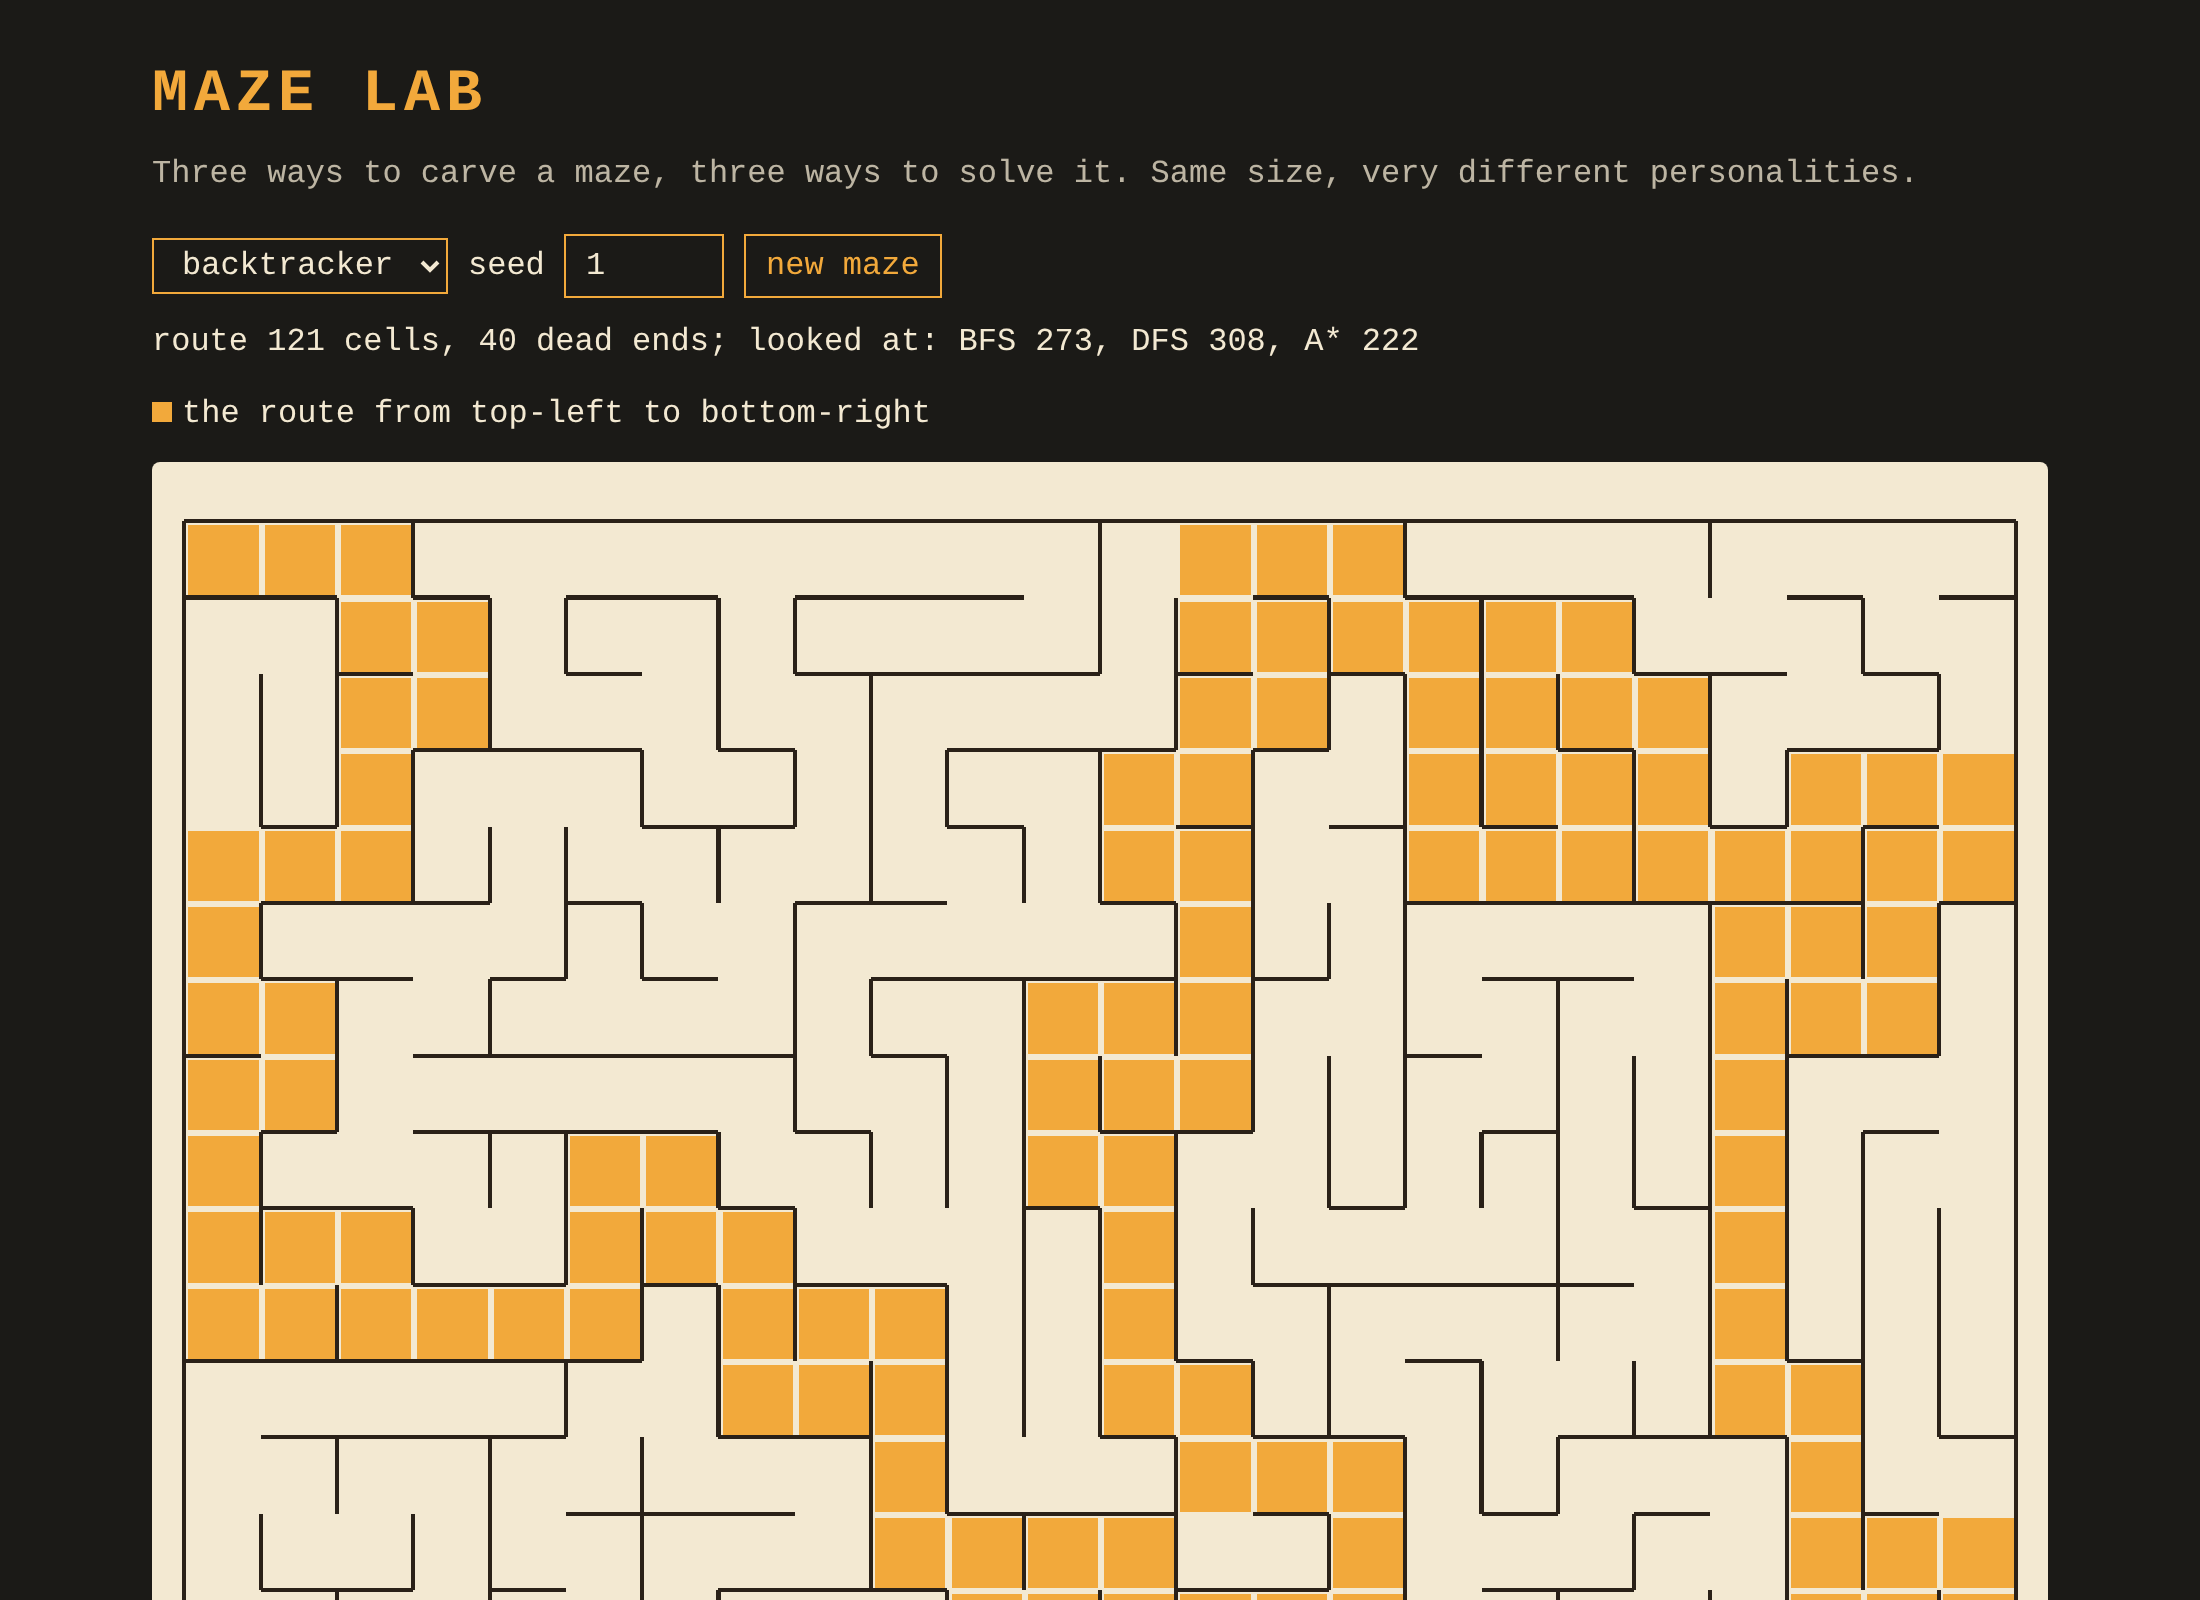 MAZE LAB
Three ways to carve a maze, three ways to solve it. Same size, very different personalities.
backtracker seed 1 new maze
route 121 cells, 40 dead ends; looked at: BFS 273, DFS 308, A* 222
the route from top-left to bottom-right